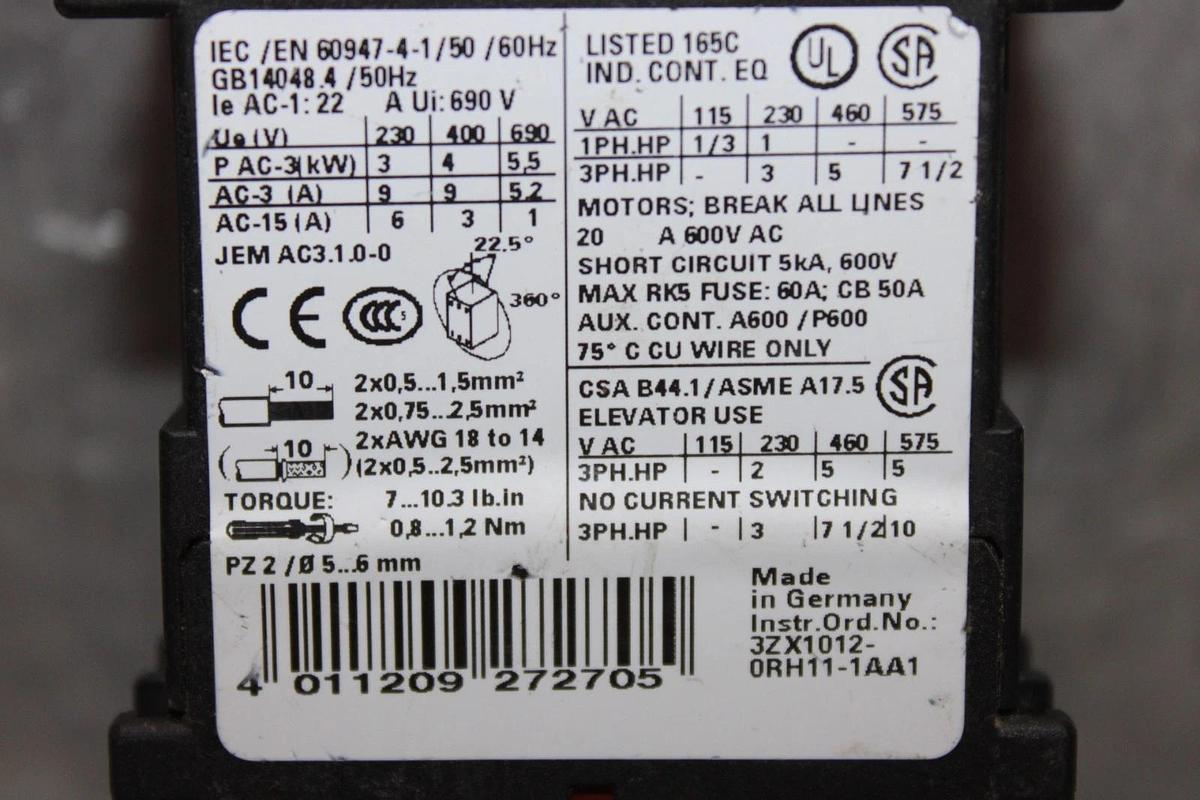 IEC /EN 60947-4-1/50 /60Hz
GB14048.4 /50Hz
Ie AC-1: 22 A Ui: 690 V
Ue (V) 230 400 690
P AC-3(kW) 3 4 5,5
AC-3 (A) 9 9 5.2
AC-15 (A) 6 3 1
JEM AC3.1.0-0
22.5°
360°
CE CCC S
10 2x0,5...1,5mm²
2x0,75...2,5mm²
2xAWG 18 to 14
( 10 ) (2x0,5..2,5mm²)
TORQUE: 7...10.3 lb.in
0,8...1,2 Nm
PZ 2 /Ø 5...6 mm
4 011209 272705
LISTED 165C
IND. CONT. EQ
UL SA
V AC 115 230 460 575
1PH.HP 1/3 1 - -
3PH.HP - 3 5 7 1/2
MOTORS; BREAK ALL LINES
20 A 600V AC
SHORT CIRCUIT 5kA, 600V
MAX RK5 FUSE: 60A; CB 50A
AUX. CONT. A600 /P600
75° C CU WIRE ONLY
CSA B44.1/ASME A17.5
ELEVATOR USE
SA
V AC 115 230 460 575
3PH.HP - 2 5 5
NO CURRENT SWITCHING
3PH.HP - 3 7 1/2 10
Made
in Germany
Instr.Ord.No.:
3ZX1012-
0RH11-1AA1